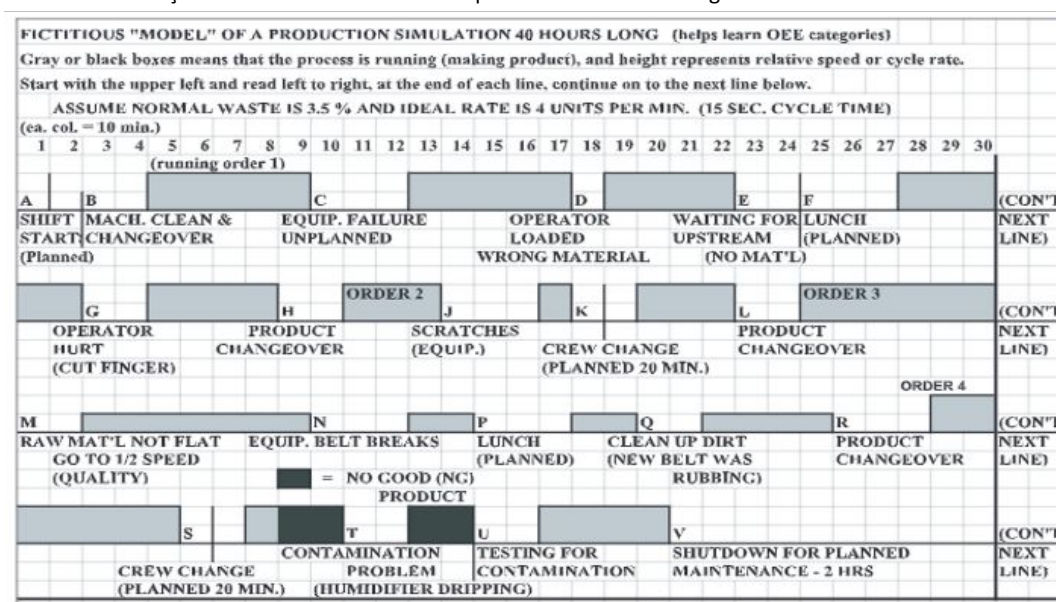 FICTITIOUS "MODEL" OF A PRODUCTION SIMULATION 40 HOURS LONG (helps learn OEE categories)
Gray or black boxes means that the process is running (making product), and height represents relative speed or cycle rate.
Start with the upper left and read left to right, at the end of each line, continue on to the next line below.
ASSUME NORMAL WASTE IS 3.5 % AND IDEAL RATE IS 4 UNITS PER MIN. (15 SEC. CYCLE TIME)
(ea. col. = 10 min.)
1 2 3 4 5 6 7 8 9 10 11 12 13 14 15 16 17 18 19 20 21 22 23 24 25 26 27 28 29 30
(running order 1)
A B C D E F (CON'T
SHIFT MACH. CLEAN & EQUIP. FAILURE OPERATOR WAITING FOR LUNCH NEXT
START: CHANGEOVER UNPLANNED LOADED UPSTREAM (PLANNED) LINE)
(Planned) WRONG MATERIAL (NO MAT'L)
ORDER 2 ORDER 3
G H J K L (CON'T
OPERATOR PRODUCT SCRATCHES PRODUCT NEXT
HURT CHANGEOVER (EQUIP.) CREW CHANGE CHANGEOVER LINE)
(CUT FINGER) (PLANNED 20 MIN.)
ORDER 4
M N P Q R (CON'T
RAW MAT'L NOT FLAT EQUIP. BELT BREAKS LUNCH CLEAN UP DIRT PRODUCT NEXT
GO TO 1/2 SPEED (PLANNED) (NEW BELT WAS CHANGEOVER LINE)
(QUALITY) = NO GOOD (NG) RUBBING)
PRODUCT
S T U V (CON'T
CONTAMINATION TESTING FOR SHUTDOWN FOR PLANNED NEXT
CREW CHANGE PROBLEM CONTAMINATION MAINTENANCE - 2 HRS LINE)
(PLANNED 20 MIN.) (HUMIDIFIER DRIPPING)